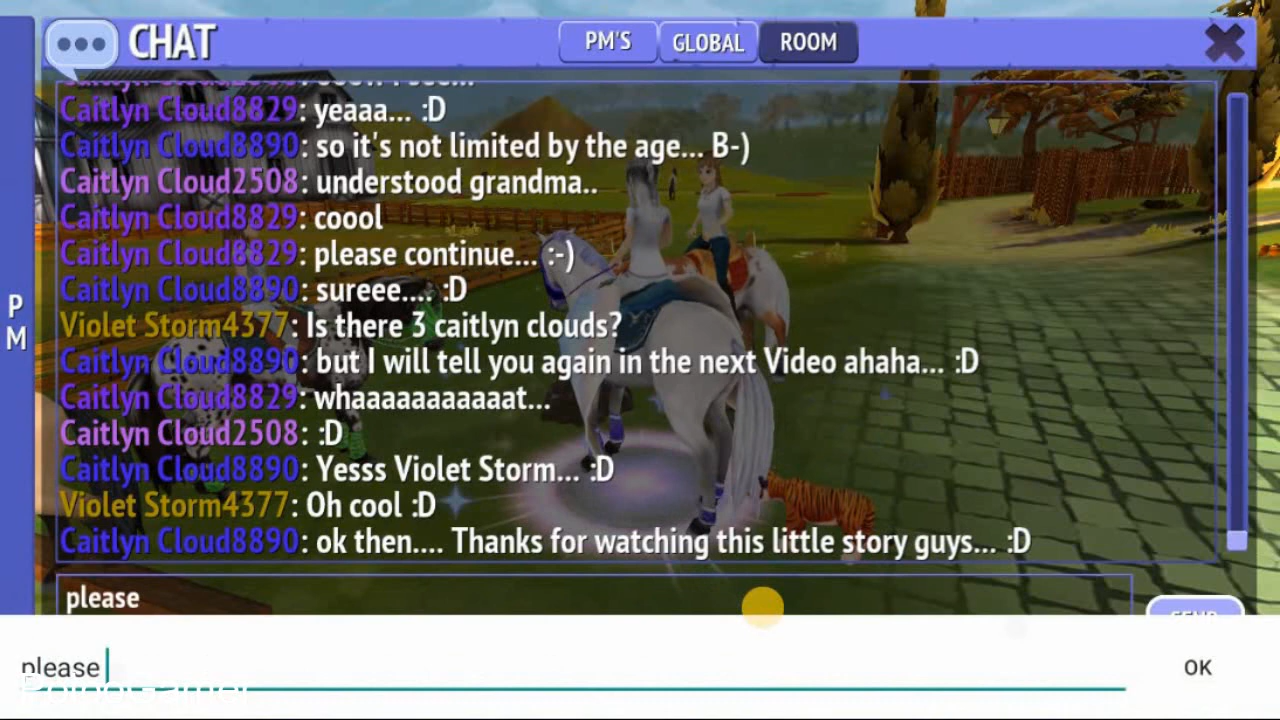 CHAT
PM'S
GLOBAL
ROOM
Caitlyn Cloud8829: yeaaa... :D
Caitlyn Cloud8890: so it's not limited by the age... B-)
Caitlyn Cloud2508: understood grandma..
Caitlyn Cloud8829: coool
Caitlyn Cloud8829: please continue... :-)
Caitlyn Cloud8890: sureee.... :D
Violet Storm4377: Is there 3 caitlyn clouds?
Caitlyn Cloud8890: but I will tell you again in the next Video ahaha... :D
Caitlyn Cloud8829: whaaaaaaaaaat...
Caitlyn Cloud2508: :D
Caitlyn Cloud8890: Yesss Violet Storm... :D
Violet Storm4377: Oh cool :D
Caitlyn Cloud8890: ok then.... Thanks for watching this little story guys... :D
PM
please
SEND
please
OK